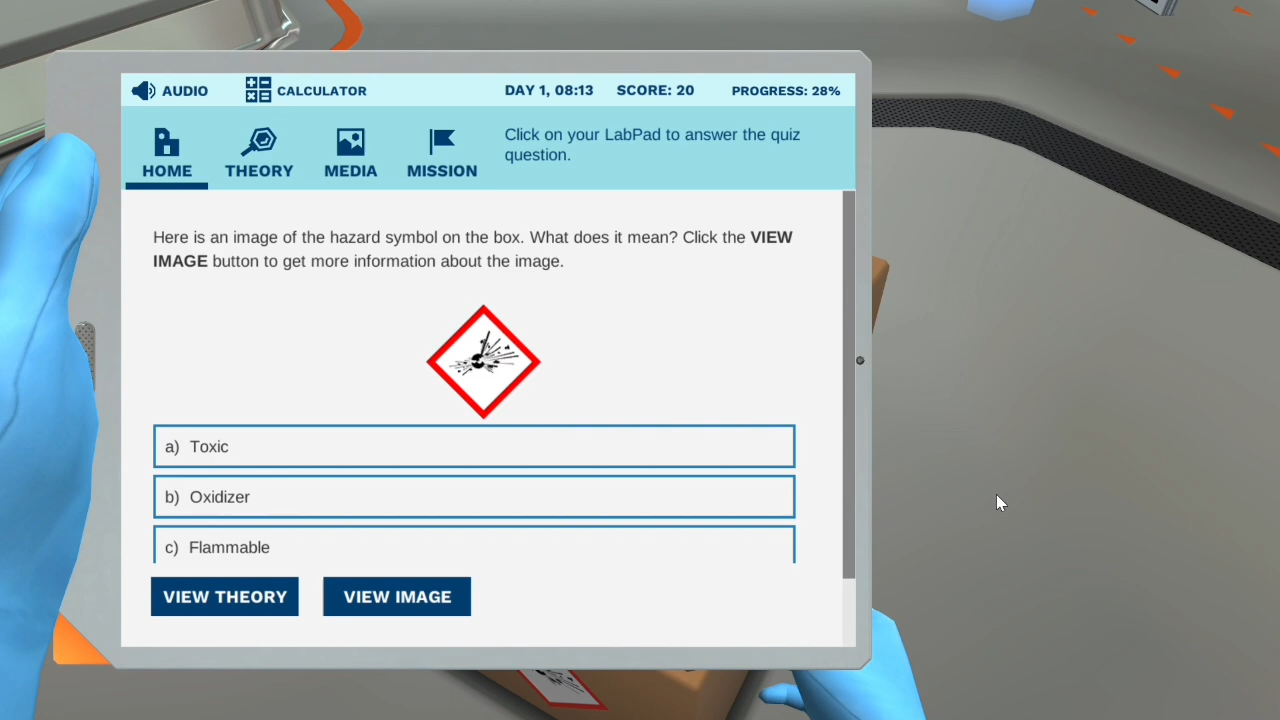 AUDIO CALCULATOR DAY 1, 08:13 SCORE: 20 PROGRESS: 28%
HOME THEORY MEDIA MISSION
Click on your LabPad to answer the quiz
question.
Here is an image of the hazard symbol on the box. What does it mean? Click the VIEW
IMAGE button to get more information about the image.
a) Toxic
b) Oxidizer
c) Flammable
VIEW THEORY VIEW IMAGE